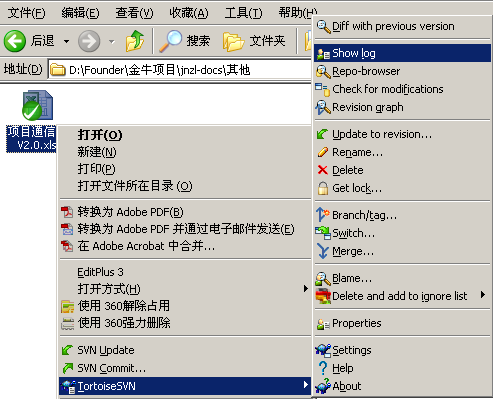 文件(F) 编辑(E) 查看(V) 收藏(A) 工具(T) 帮助(H)
后退 搜索 文件夹
地址(D) D:\Founder\金牛项目\jnzl-docs\其他
项目通信
V2.0.xls
打开(O)
新建(N)
打印(P)
打开文件所在目录 (O)
转换为 Adobe PDF(B)
转换为 Adobe PDF 并通过电子邮件发送(E)
在 Adobe Acrobat 中合并...
EditPlus 3
打开方式(H)
使用 360解除占用
使用 360强力删除
SVN Update
SVN Commit...
TortoiseSVN
Diff with previous version
Show log
Repo-browser
Check for modifications
Revision graph
Update to revision...
Rename...
Delete
Get lock...
Branch/tag...
Switch...
Merge...
Blame...
Delete and add to ignore list
Properties
Settings
Help
About